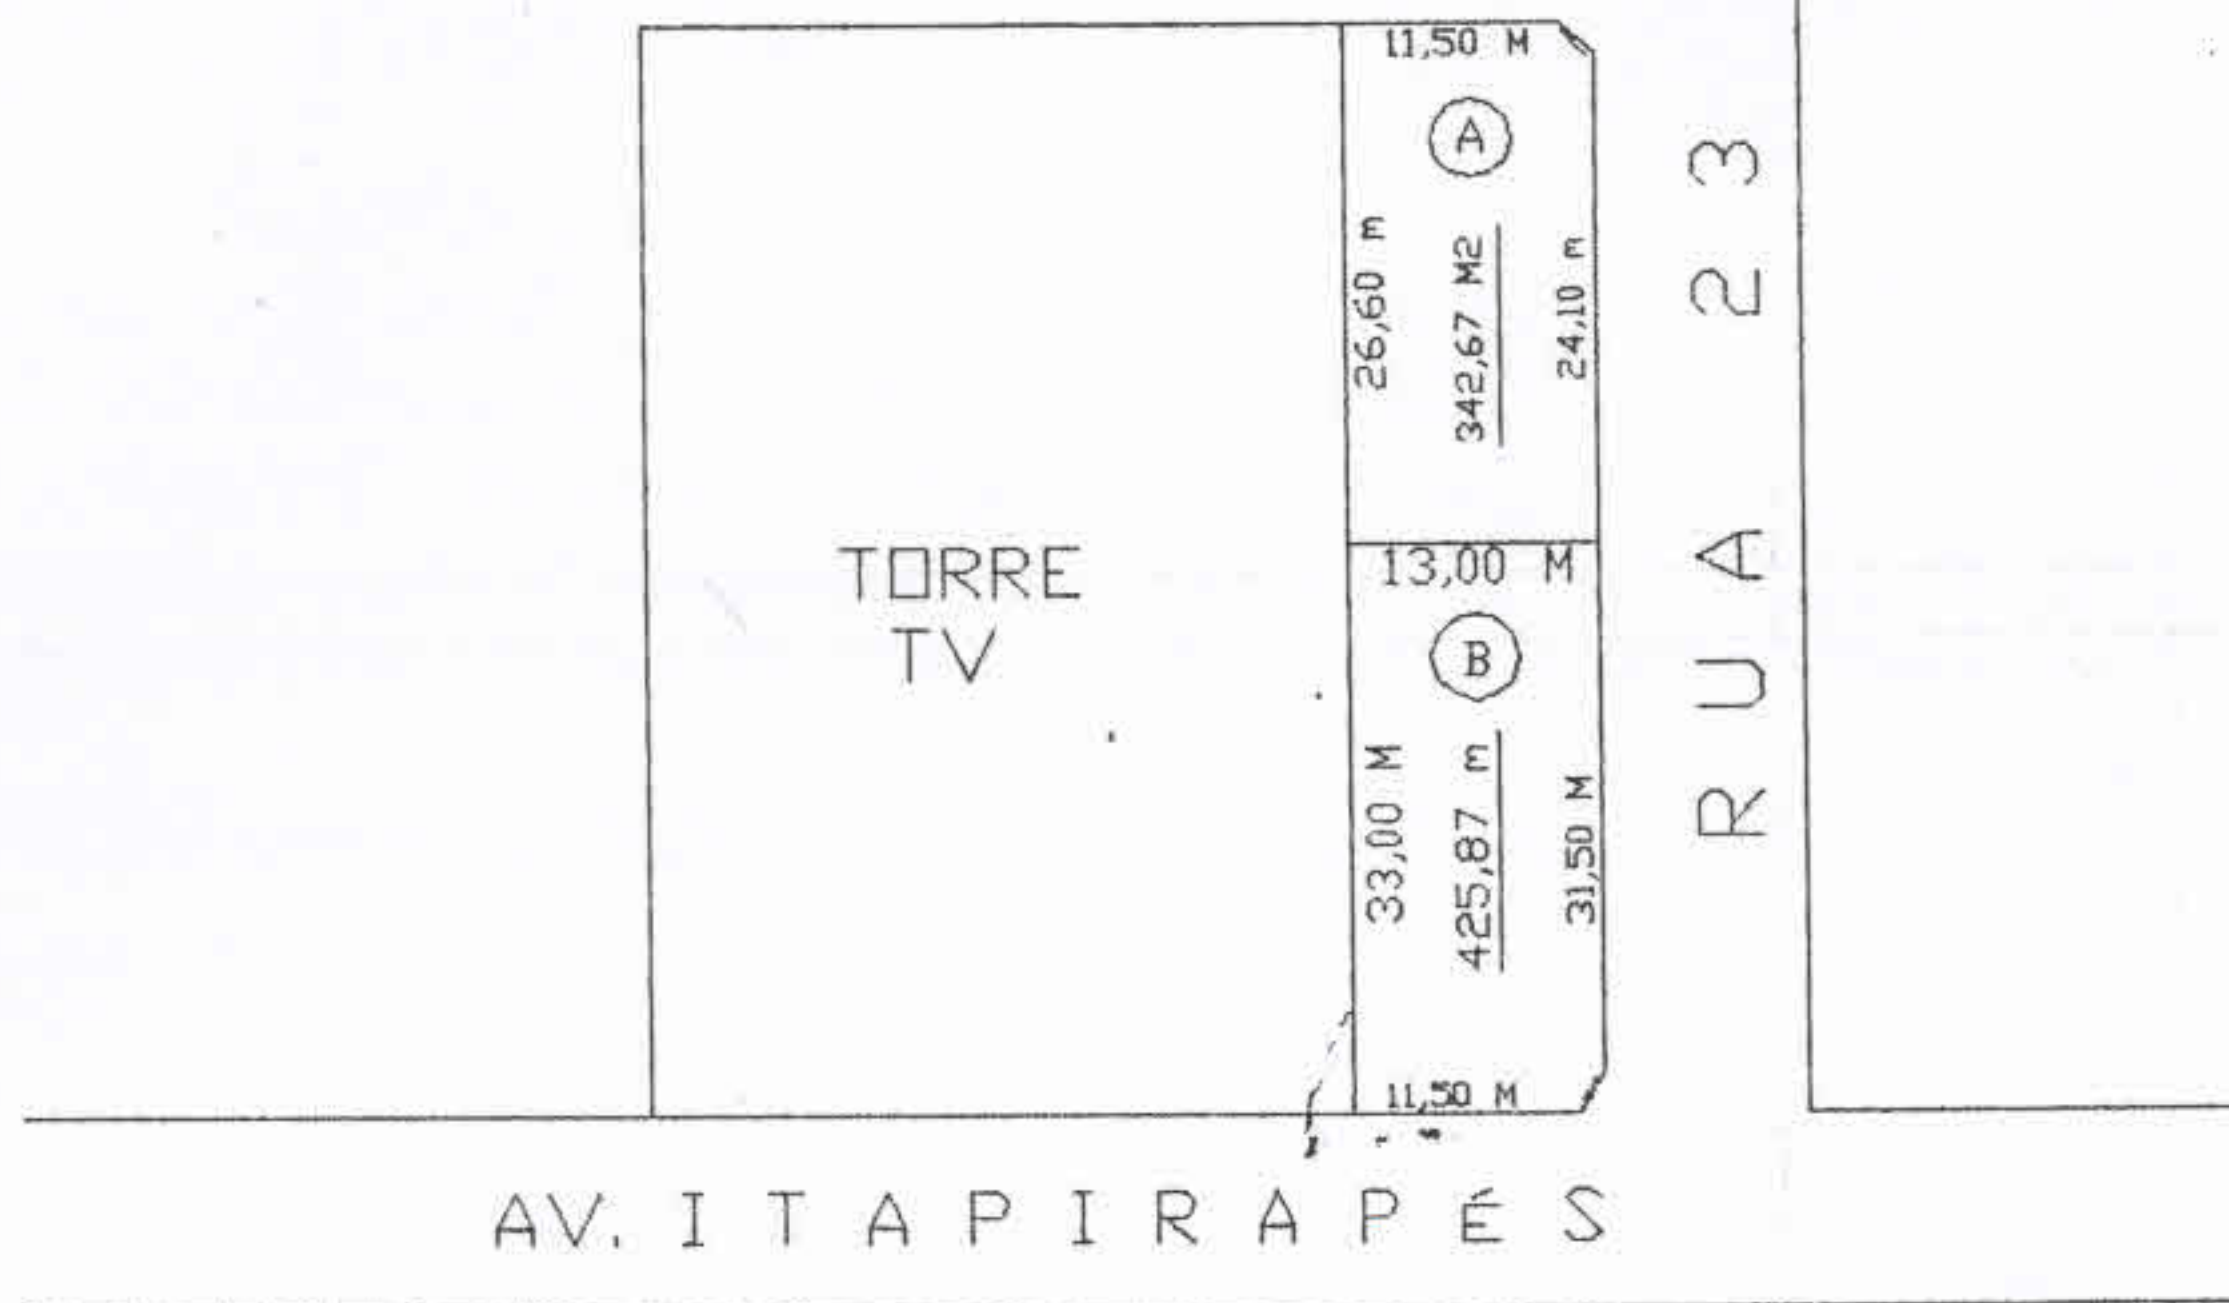 11,50 M
A
26,60 m
342,67 M2
24,10 m
RUA 23
TORRE
TV
13,00 M
B
33,00 M
425,87 m
31,50 M
11,50 M
AV. ITAPIRAPÉS